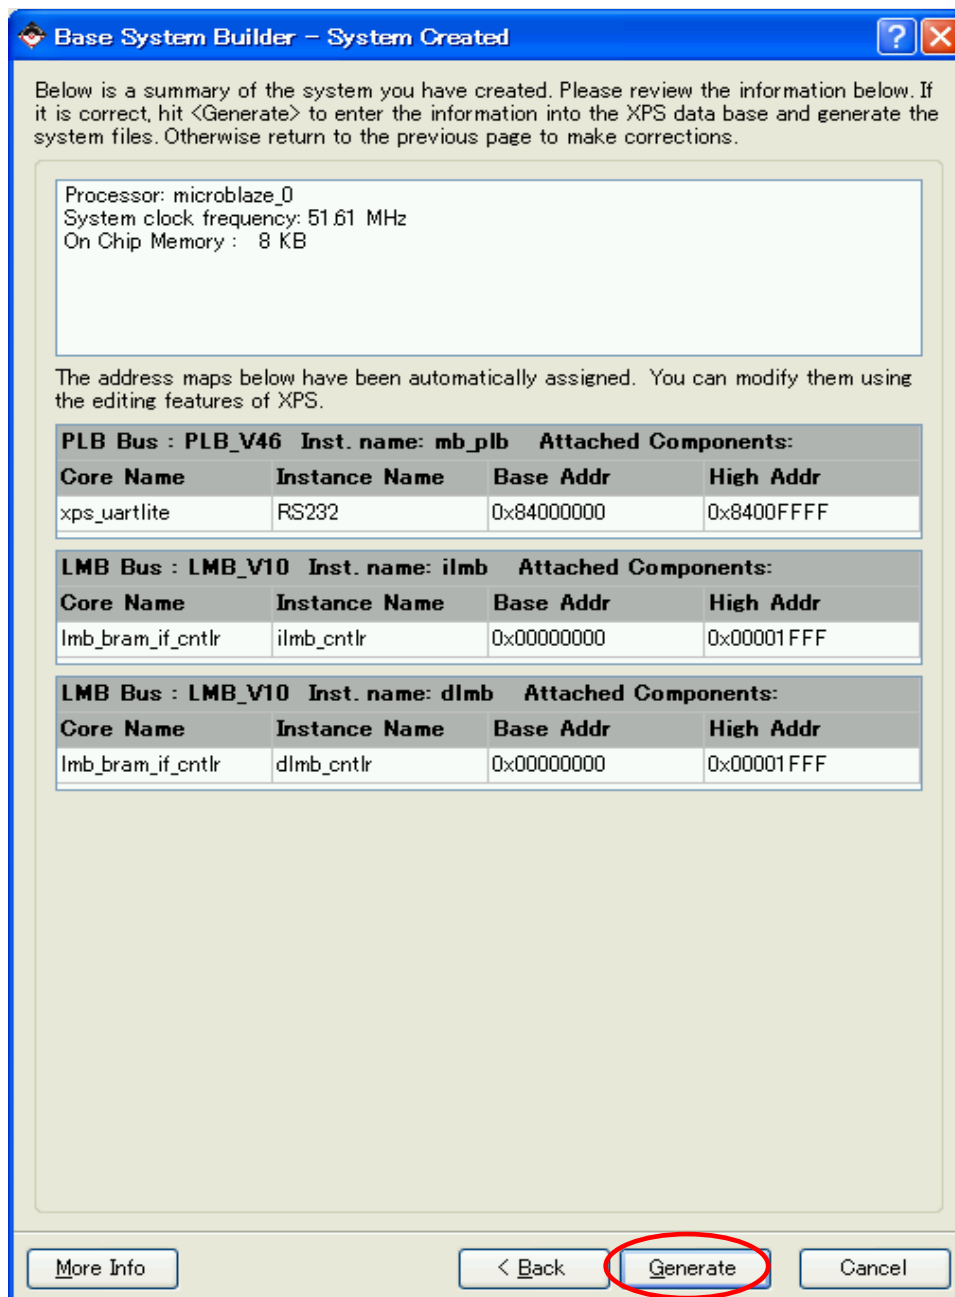 Base System Builder - System Created
Below is a summary of the system you have created. Please review the information below. If
it is correct, hit <Generate> to enter the information into the XPS data base and generate the
system files. Otherwise return to the previous page to make corrections.
Processor: microblaze_0
System clock frequency: 51.61 MHz
On Chip Memory :   8 KB
The address maps below have been automatically assigned.  You can modify them using
the editing features of XPS.
PLB Bus : PLB_V46  Inst. name: mb_plb   Attached Components:
Core Name Instance Name Base Addr High Addr
xps_uartlite RS232 0x84000000 0x8400FFFF
LMB Bus : LMB_V10  Inst. name: ilmb   Attached Components:
Core Name Instance Name Base Addr High Addr
lmb_bram_if_cntlr ilmb_cntlr 0x00000000 0x00001FFF
LMB Bus : LMB_V10  Inst. name: dlmb   Attached Components:
Core Name Instance Name Base Addr High Addr
lmb_bram_if_cntlr dlmb_cntlr 0x00000000 0x00001FFF
More Info < Back Generate Cancel